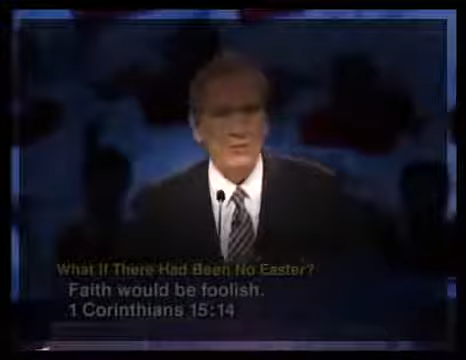 What If There Had Been No Easter?
Faith would be foolish.
1 Corinthians 15:14